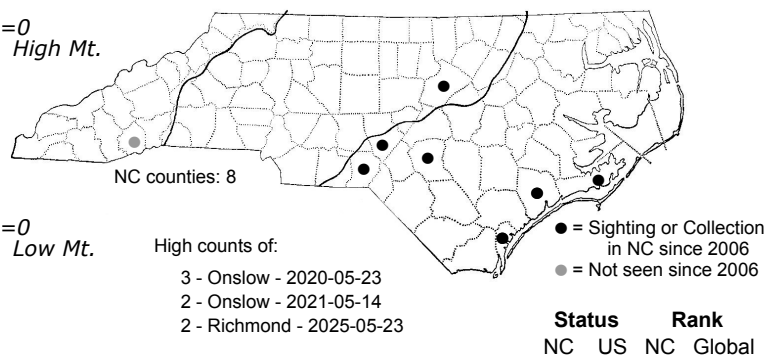 =0
High Mt.
NC counties: 8
=0
Low Mt.
High counts of:
3 - Onslow - 2020-05-23
2 - Onslow - 2021-05-14
2 - Richmond - 2025-05-23
= Sighting or Collection
in NC since 2006
= Not seen since 2006
Status Rank
NC US NC Global